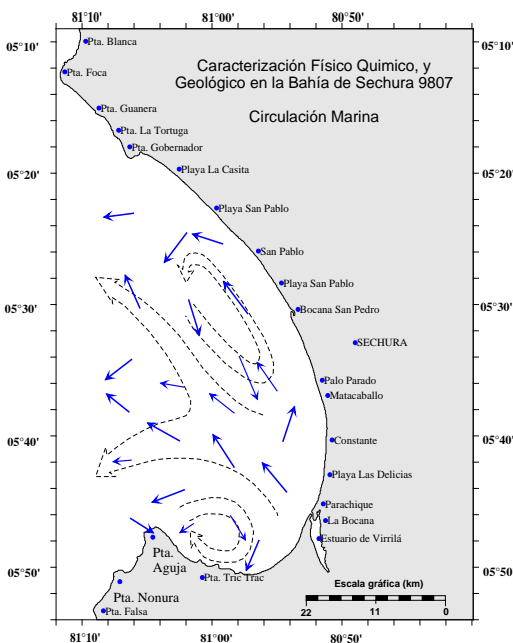 81°10' 81°00' 80°50'
05°10' 05°10'
Pta. Blanca
Caracterización Físico Quimico, y
Geológico en la Bahía de Sechura 9807
Pta. Foca
Circulación Marina
Pta. Guanera
Pta. La Tortuga
Pta. Gobernador
05°20' 05°20'
Playa La Casita
Playa San Pablo
San Pablo
Playa San Pablo
05°30' 05°30'
Bocana San Pedro
SECHURA
Palo Parado
Matacaballo
05°40' 05°40'
Constante
Playa Las Delicias
Parachique
La Bocana
Estuario de Virrilá
Pta.
Aguja
05°50' 05°50'
Pta. Tric Trac
Escala gráfica (km)
Pta. Nonura
22 11 0
Pta. Falsa
81°10' 81°00' 80°50'